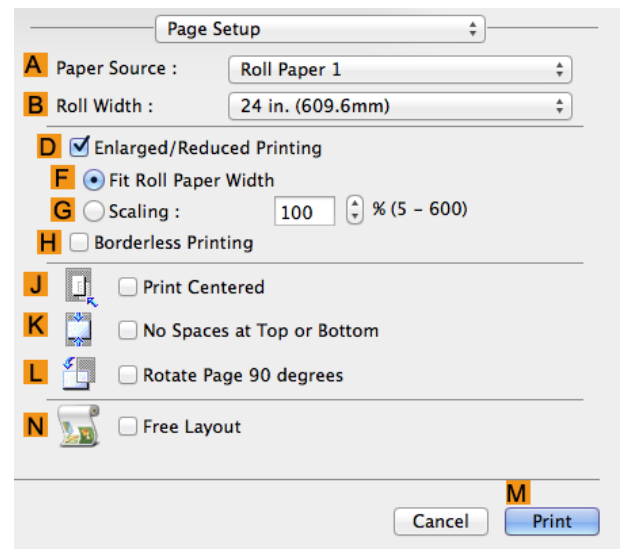 Page Setup
A Paper Source : Roll Paper 1
B Roll Width : 24 in. (609.6mm)
D Enlarged/Reduced Printing
F Fit Roll Paper Width
G Scaling : 100 % (5 - 600)
H Borderless Printing
J Print Centered
K No Spaces at Top or Bottom
L Rotate Page 90 degrees
N Free Layout
M
Cancel Print